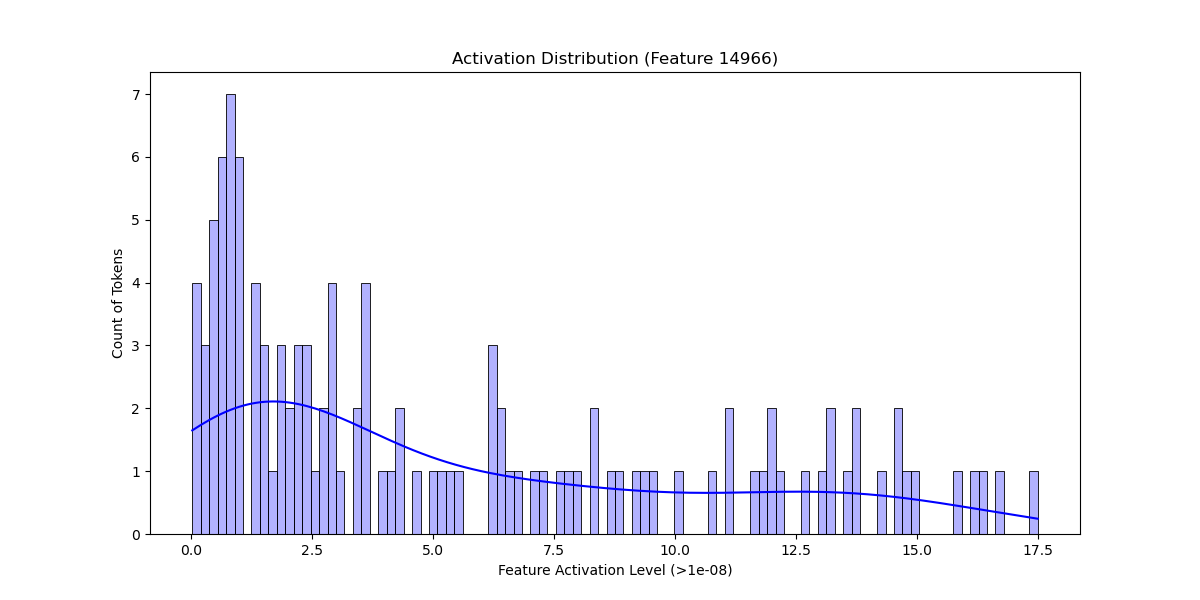 Activation Distribution (Feature 14966)
Count of Tokens
7
6
5
4
3
2
1
0
0.0 2.5 5.0 7.5 10.0 12.5 15.0 17.5
Feature Activation Level (>1e-08)